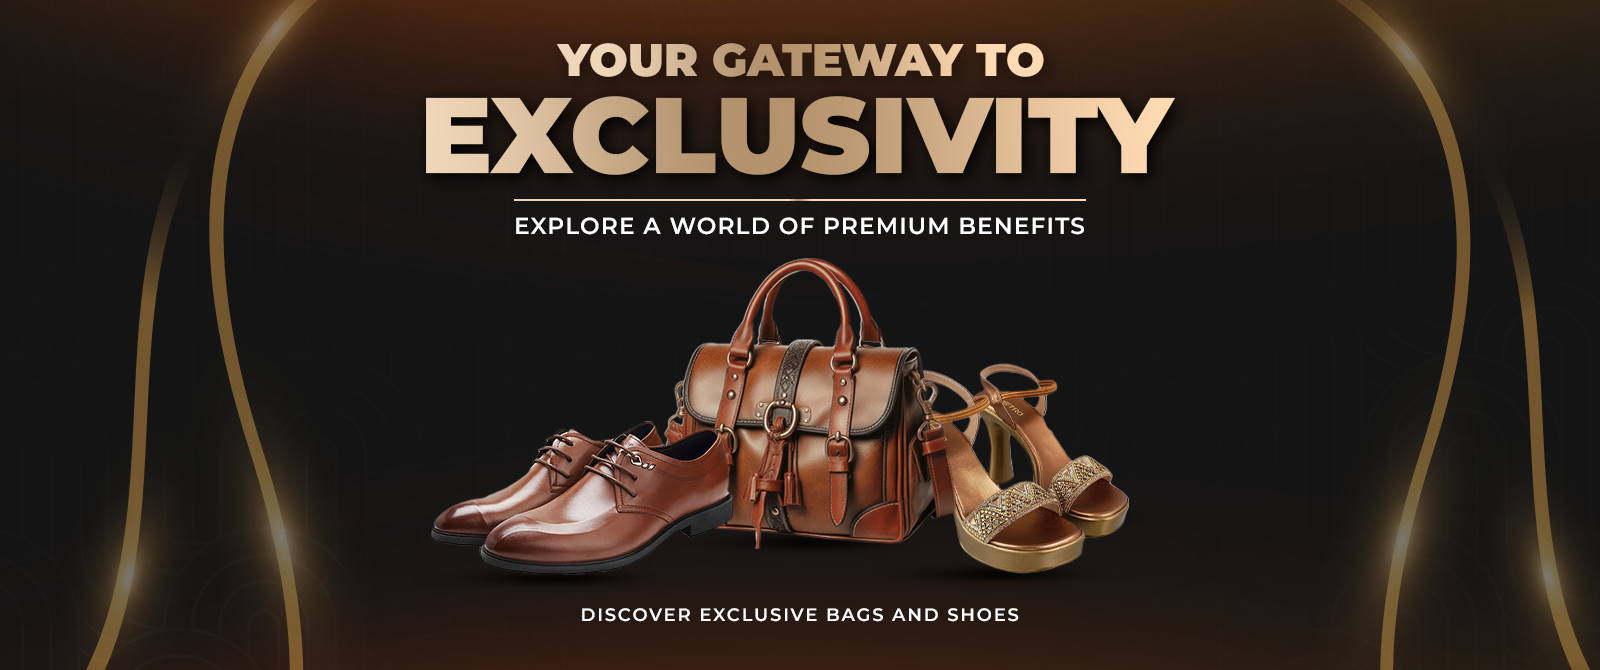 YOUR GATEWAY TO
EXCLUSIVITY
EXPLORE A WORLD OF PREMIUM BENEFITS
DISCOVER EXCLUSIVE BAGS AND SHOES